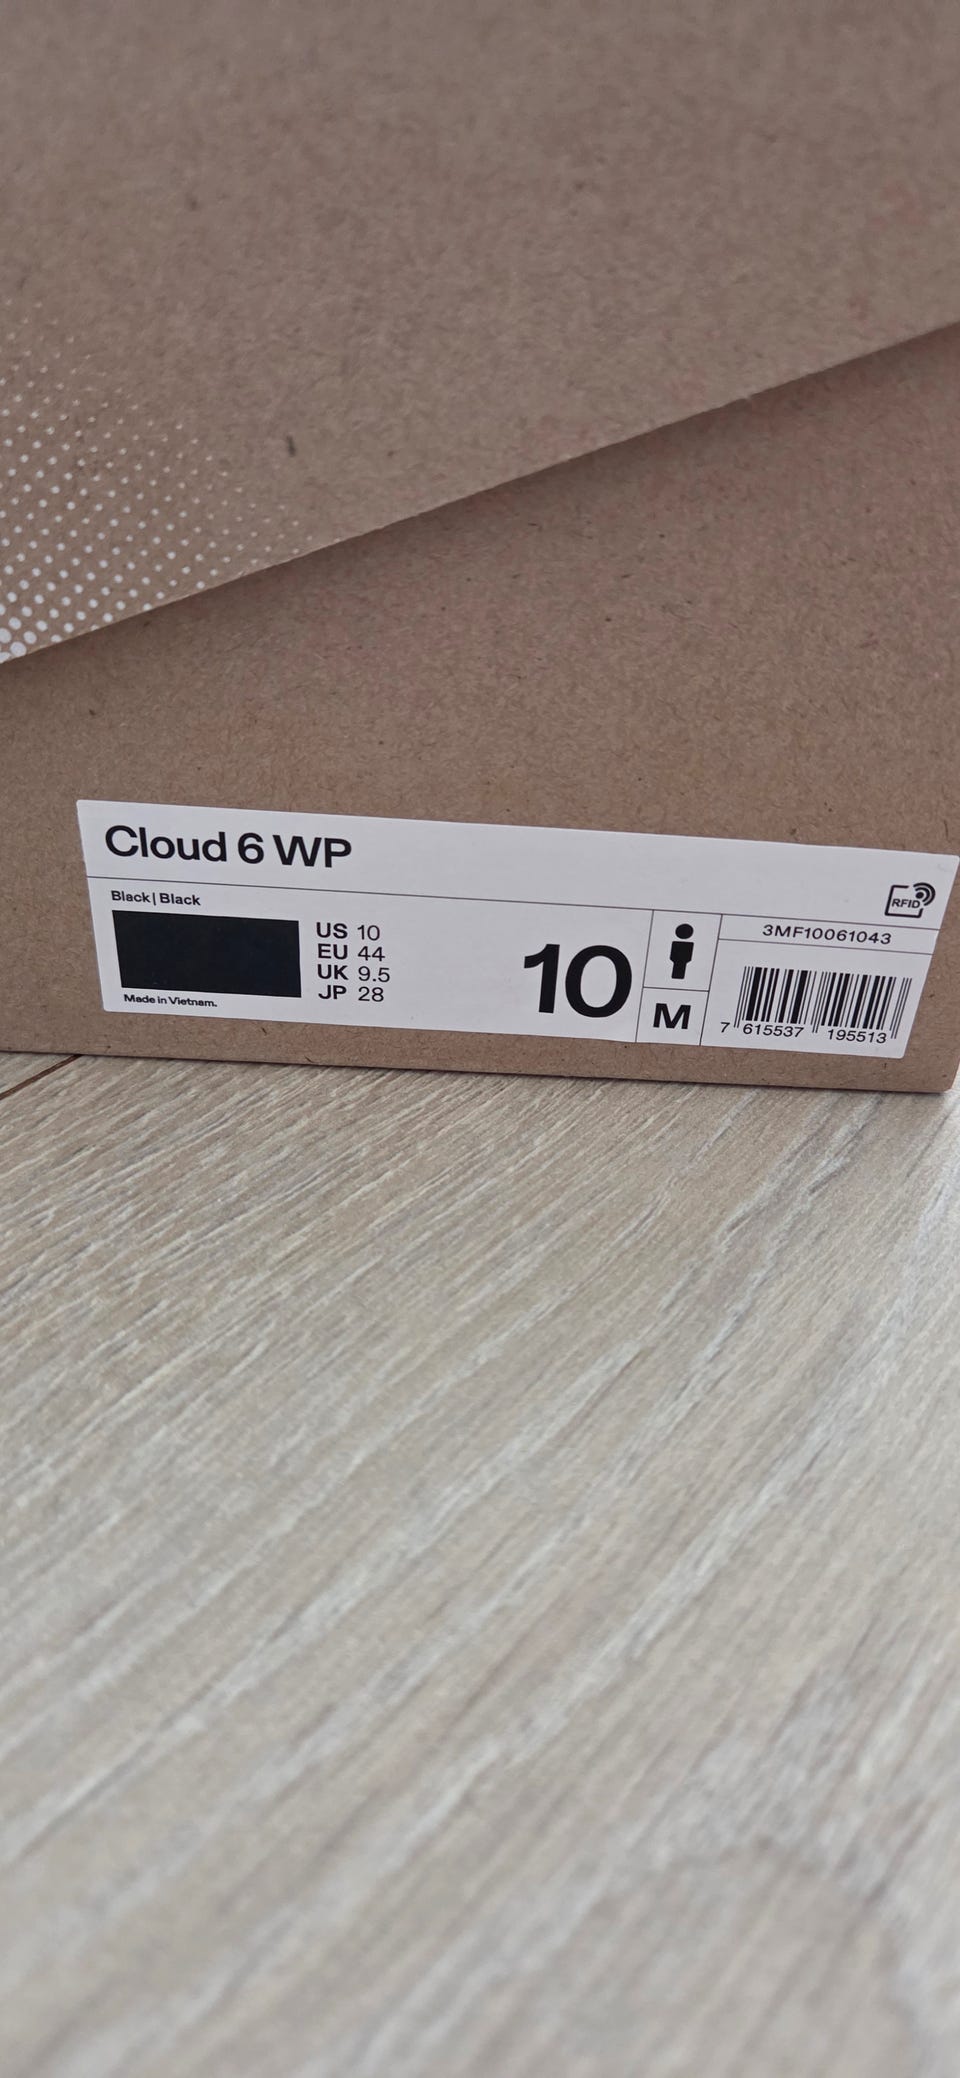 Cloud 6 WP
RFID
Black | Black
US 10
EU 44
UK 9.5
JP 28
Made in Vietnam.
10
M
3MF10061043
7 615537 195513